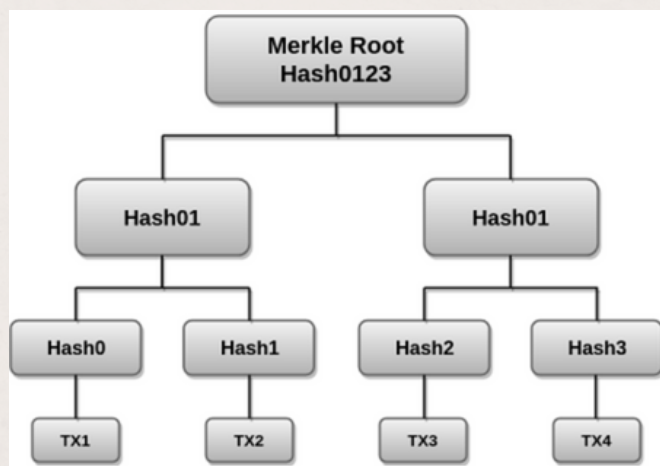 Merkle Root
Hash0123
Hash01
Hash01
Hash0
Hash1
Hash2
Hash3
TX1
TX2
TX3
TX4